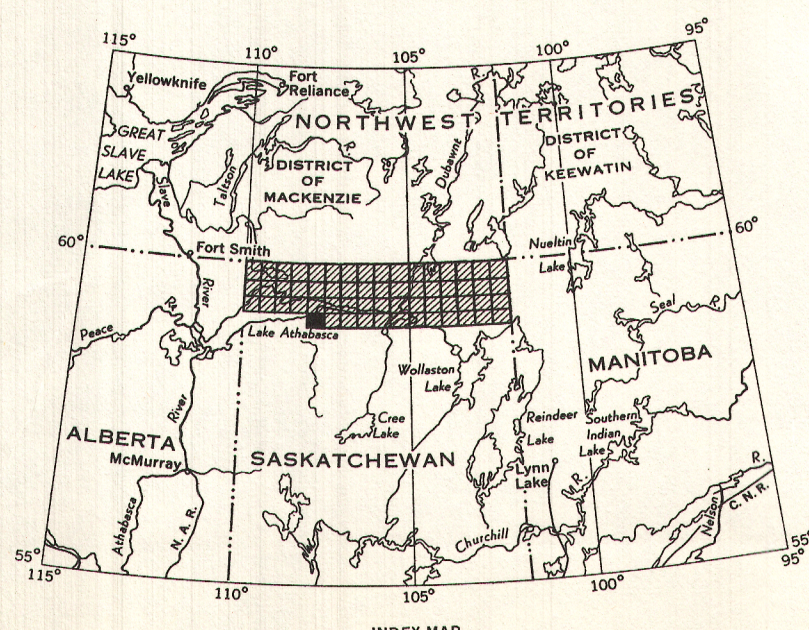 115°
110°
105°
100°
95°
Yellowknife
Fort
Reliance
R.
NORTHWEST TERRITORIES
GREAT
SLAVE
LAKE
DISTRICT
OF
MACKENZIE
DISTRICT
OF
KEEWATIN
Taltson
Dubawnt
Slave
60°
Fort Smith
Nueltin
Lake
60°
River
R.
Peace
Lake Athabasca
Seal R.
Wollaston
Lake
MANITOBA
River
Cree
Lake
Reindeer
Lake
Southern
Indian
Lake
ALBERTA
McMurray
SASKATCHEWAN
Lynn
Lake
R.
Athabasca
N. A. R.
Churchill
Nelson
C. N. R.
55°
115°
110°
105°
100°
95°
55°
INDEX MAP